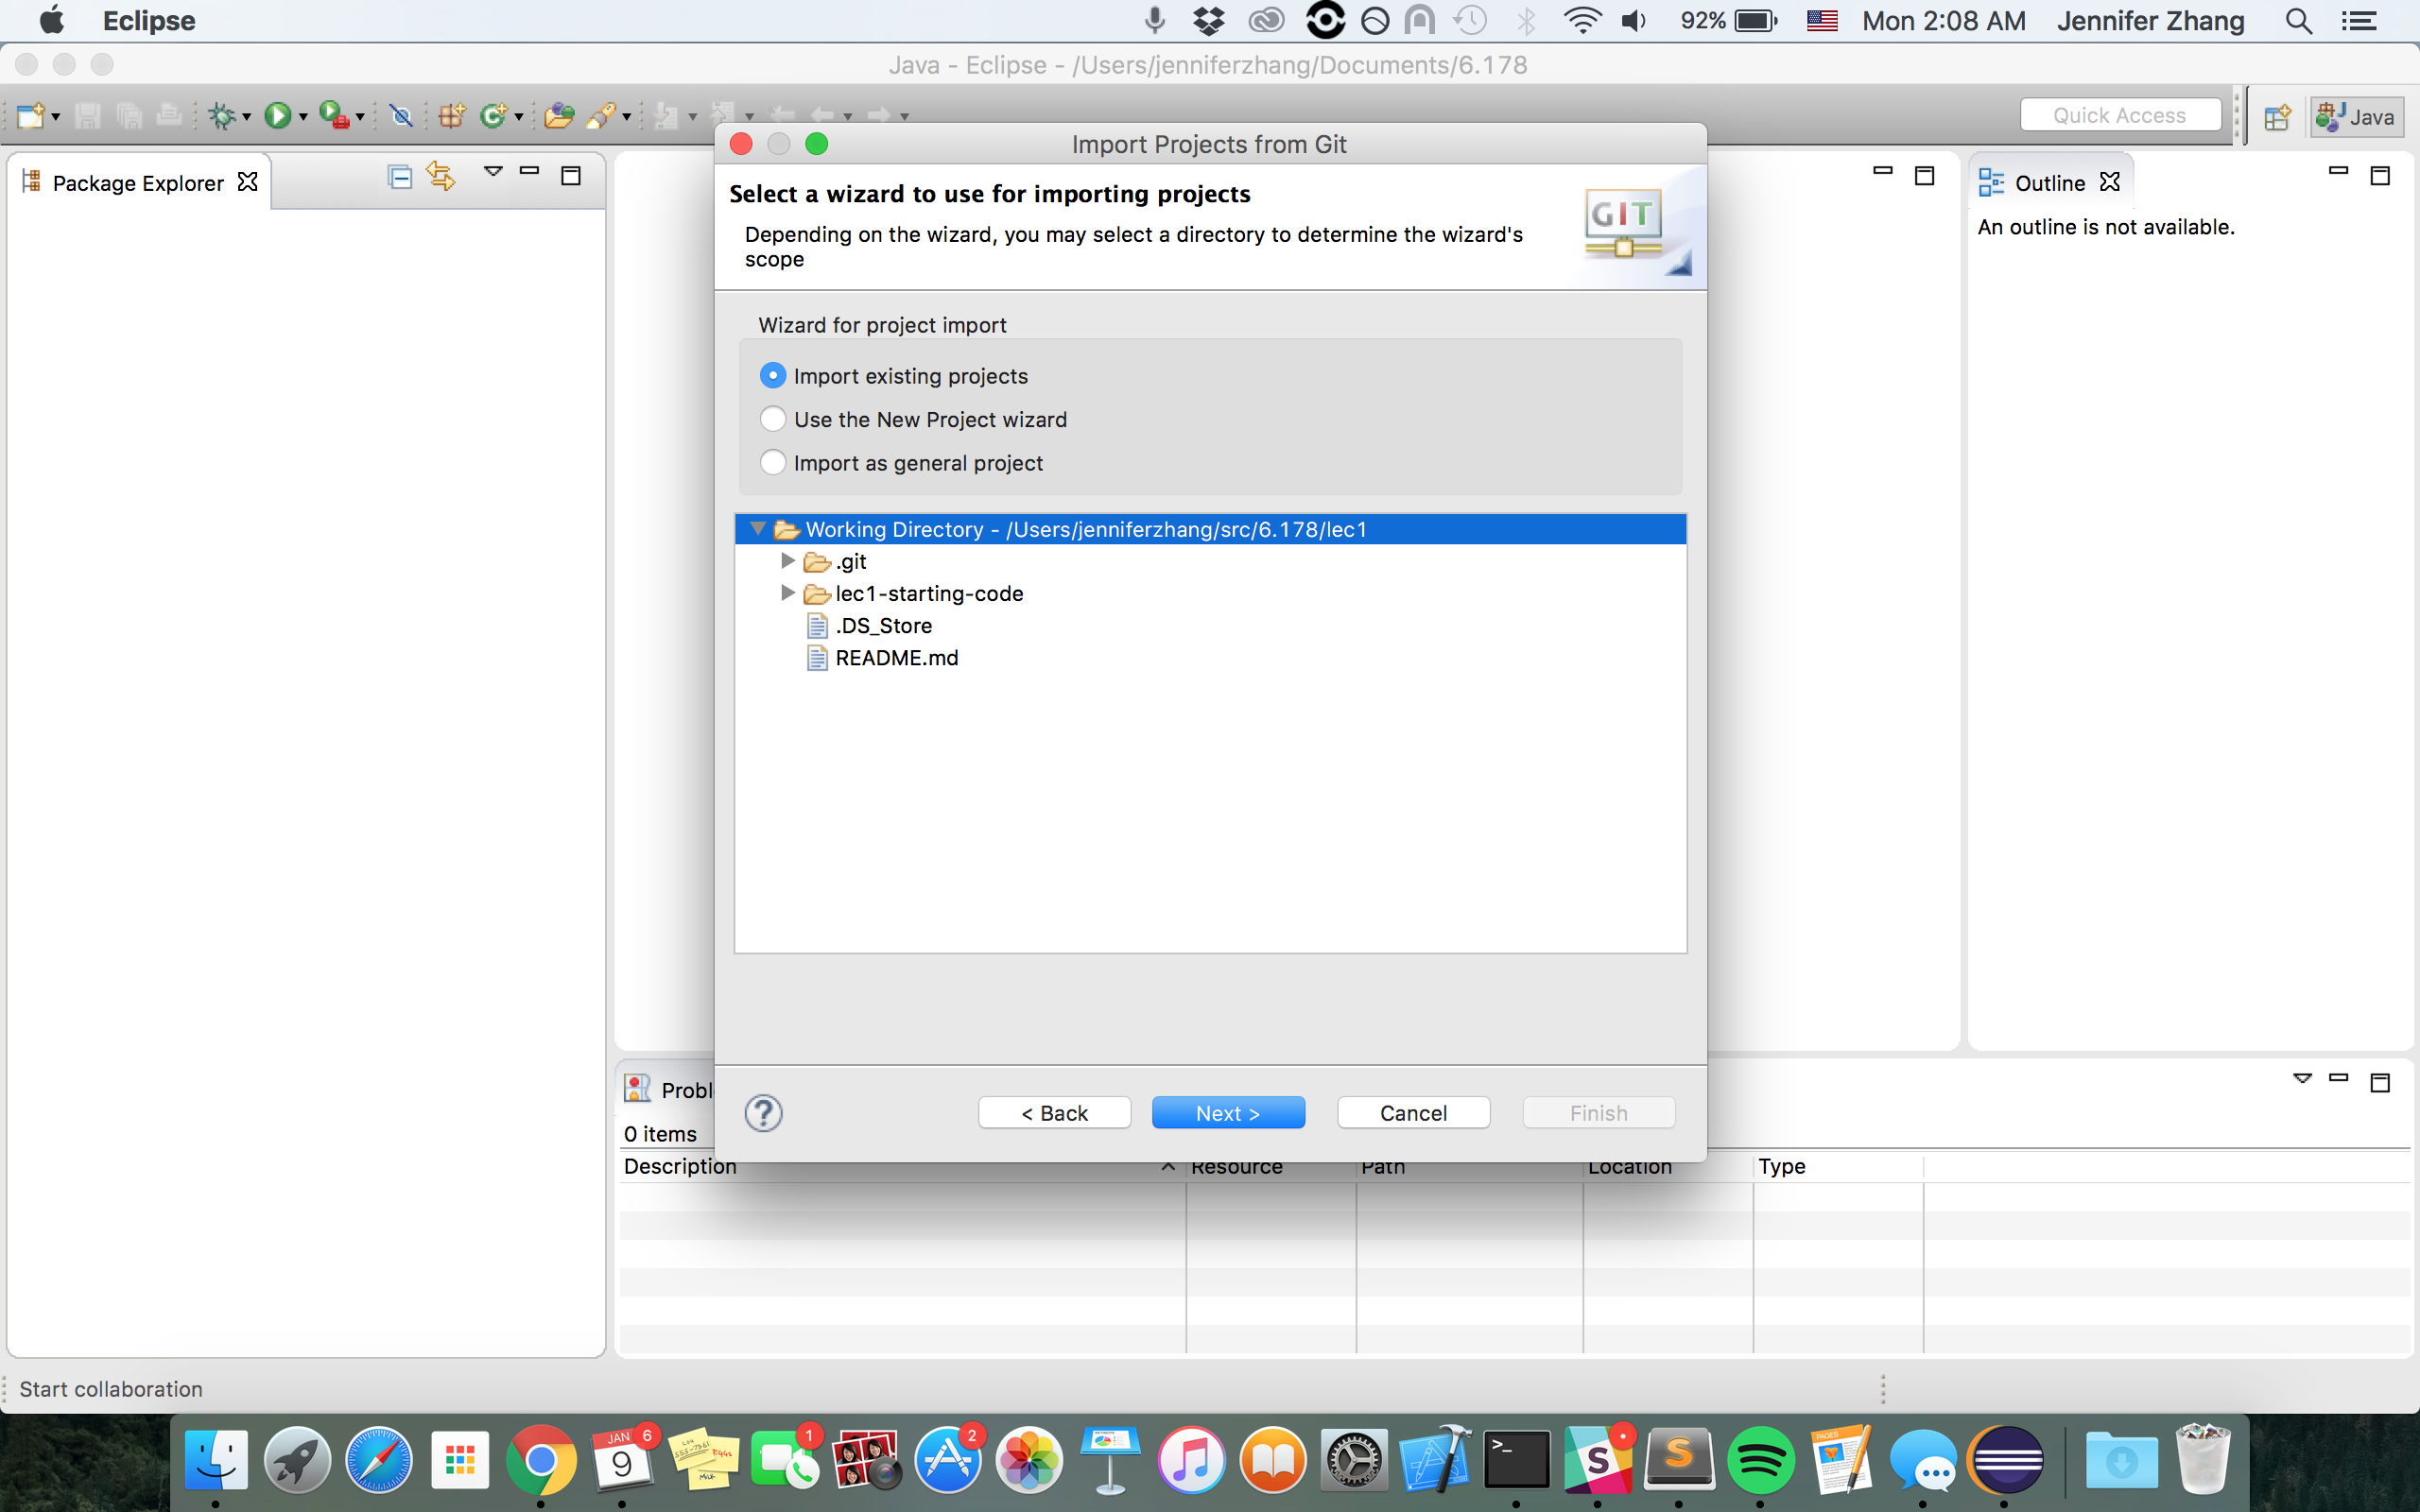 Eclipse
92%
Mon 2:08 AM
Jennifer Zhang
Java - Eclipse - /Users/jenniferzhang/Documents/6.178
Quick Access
Java
Import Projects from Git
Package Explorer
Select a wizard to use for importing projects
Depending on the wizard, you may select a directory to determine the wizard's
scope
GIT
Outline
An outline is not available.
Wizard for project import
Import existing projects
Use the New Project wizard
Import as general project
Working Directory - /Users/jenniferzhang/src/6.178/lec1
.git
lec1-starting-code
.DS_Store
README.md
?
< Back
Next >
Cancel
Finish
Probl
0 items
Description
Resource
Path
Location
Type
Start collaboration
JAN
9
6
1
2
>_
S
S
PAGES